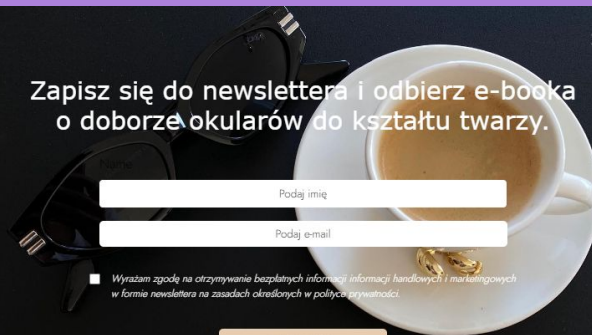 Zapisz się do newslettera i odbierz e-booka
o doborze okularów do kształtu twarzy.
Podaj imię
Podaj e-mail
Wyrażam zgodę na otrzymywanie bezpłatnych informacji informacji handlowych i marketingowych
w formie newslettera na zasadach określonych w polityce prywatności.